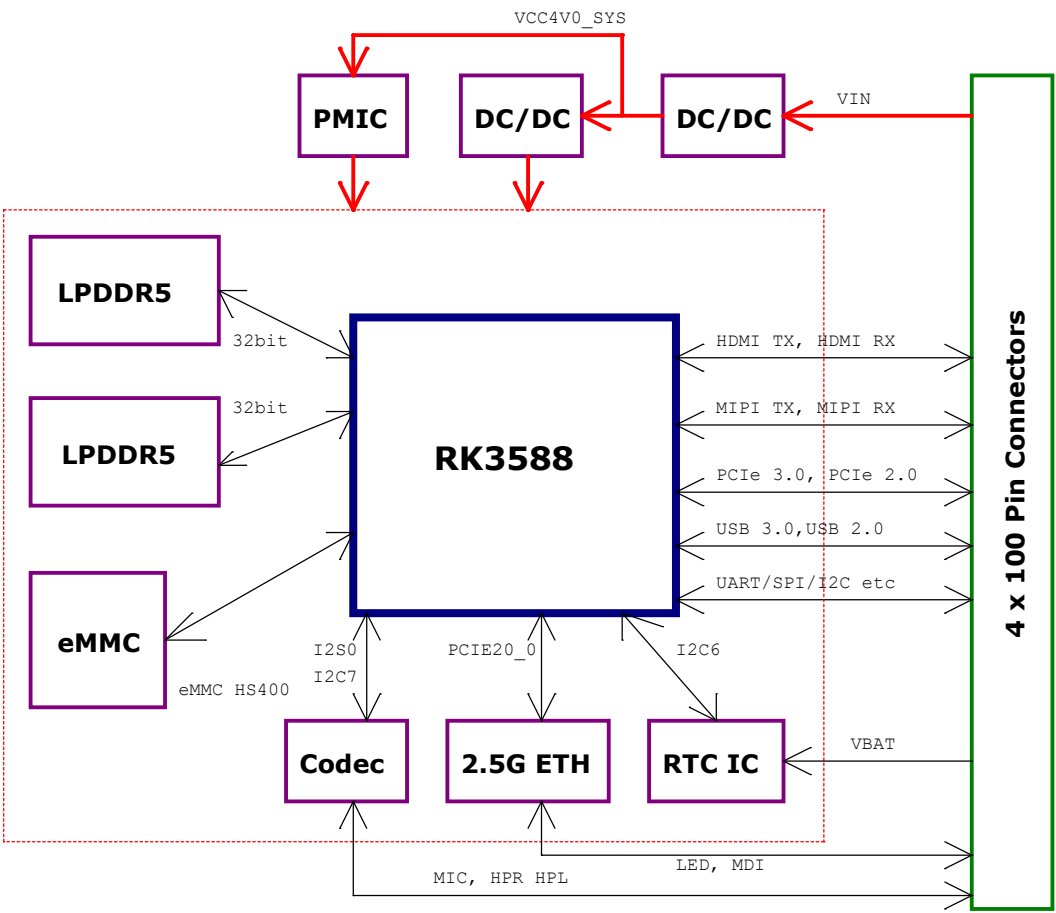 VCC4V0_SYS
PMIC
DC/DC
DC/DC
VIN
LPDDR5
32bit
LPDDR5
32bit
RK3588
HDMI TX, HDMI RX
MIPI TX, MIPI RX
PCIe 3.0, PCIe 2.0
USB 3.0,USB 2.0
UART/SPI/I2C etc
4 x 100 Pin Connectors
eMMC
eMMC HS400
I2S0
I2C7
PCIE20_0
I2C6
Codec
2.5G ETH
RTC IC
VBAT
LED, MDI
MIC, HPR HPL